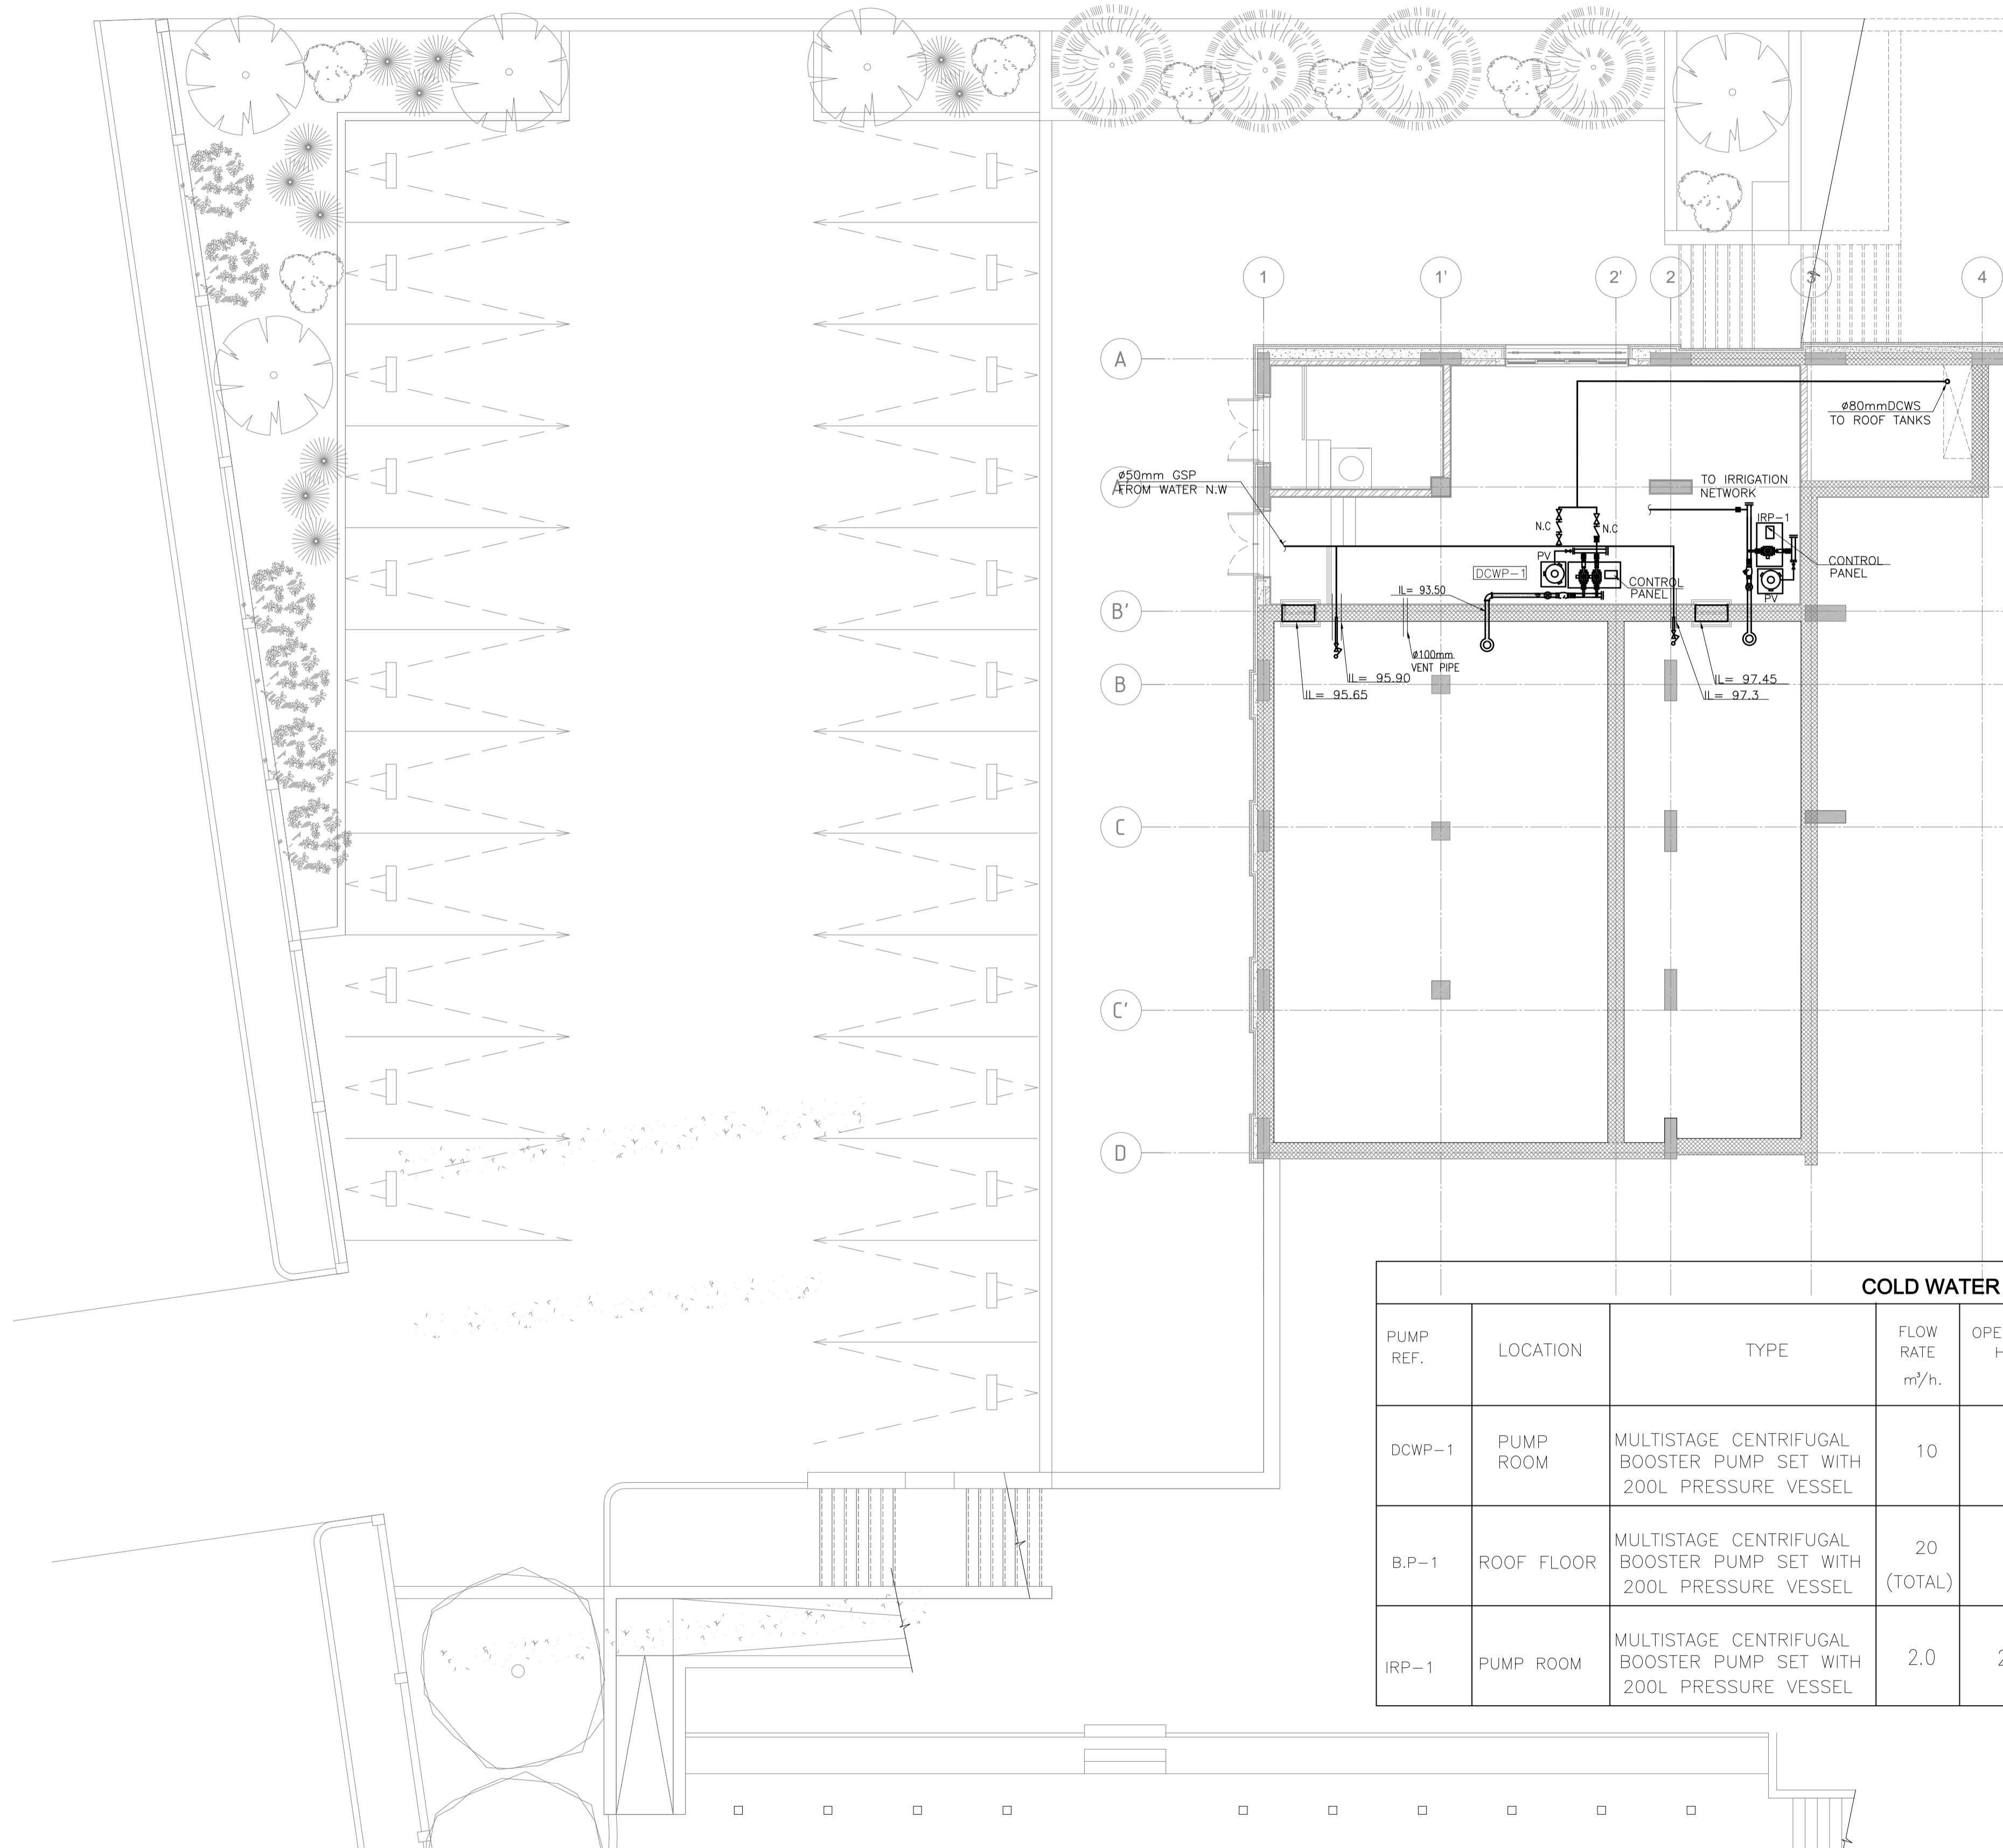 1
1'
2'
2
3
4
A
A'
B'
B
C
C'
D
ø80mmDCWS
TO ROOF TANKS
ø50mm GSP
FROM WATER N.W
TO IRRIGATION
NETWORK
IRP-1
N.C
N.C
PV
DCWP-1
CONTROL
PANEL
CONTROL
PANEL
PV
IL= 93.50
ø100mm
VENT PIPE
IL= 95.90
IL= 95.65
IL= 97.45
IL= 97.3
COLD WATER
PUMP
REF.
LOCATION
TYPE
FLOW
RATE
m³/h.
OPE
H
DCWP-1
PUMP
ROOM
MULTISTAGE CENTRIFUGAL
BOOSTER PUMP SET WITH
200L PRESSURE VESSEL
10
B.P-1
ROOF FLOOR
MULTISTAGE CENTRIFUGAL
BOOSTER PUMP SET WITH
200L PRESSURE VESSEL
20
(TOTAL)
IRP-1
PUMP ROOM
MULTISTAGE CENTRIFUGAL
BOOSTER PUMP SET WITH
200L PRESSURE VESSEL
2.0
2